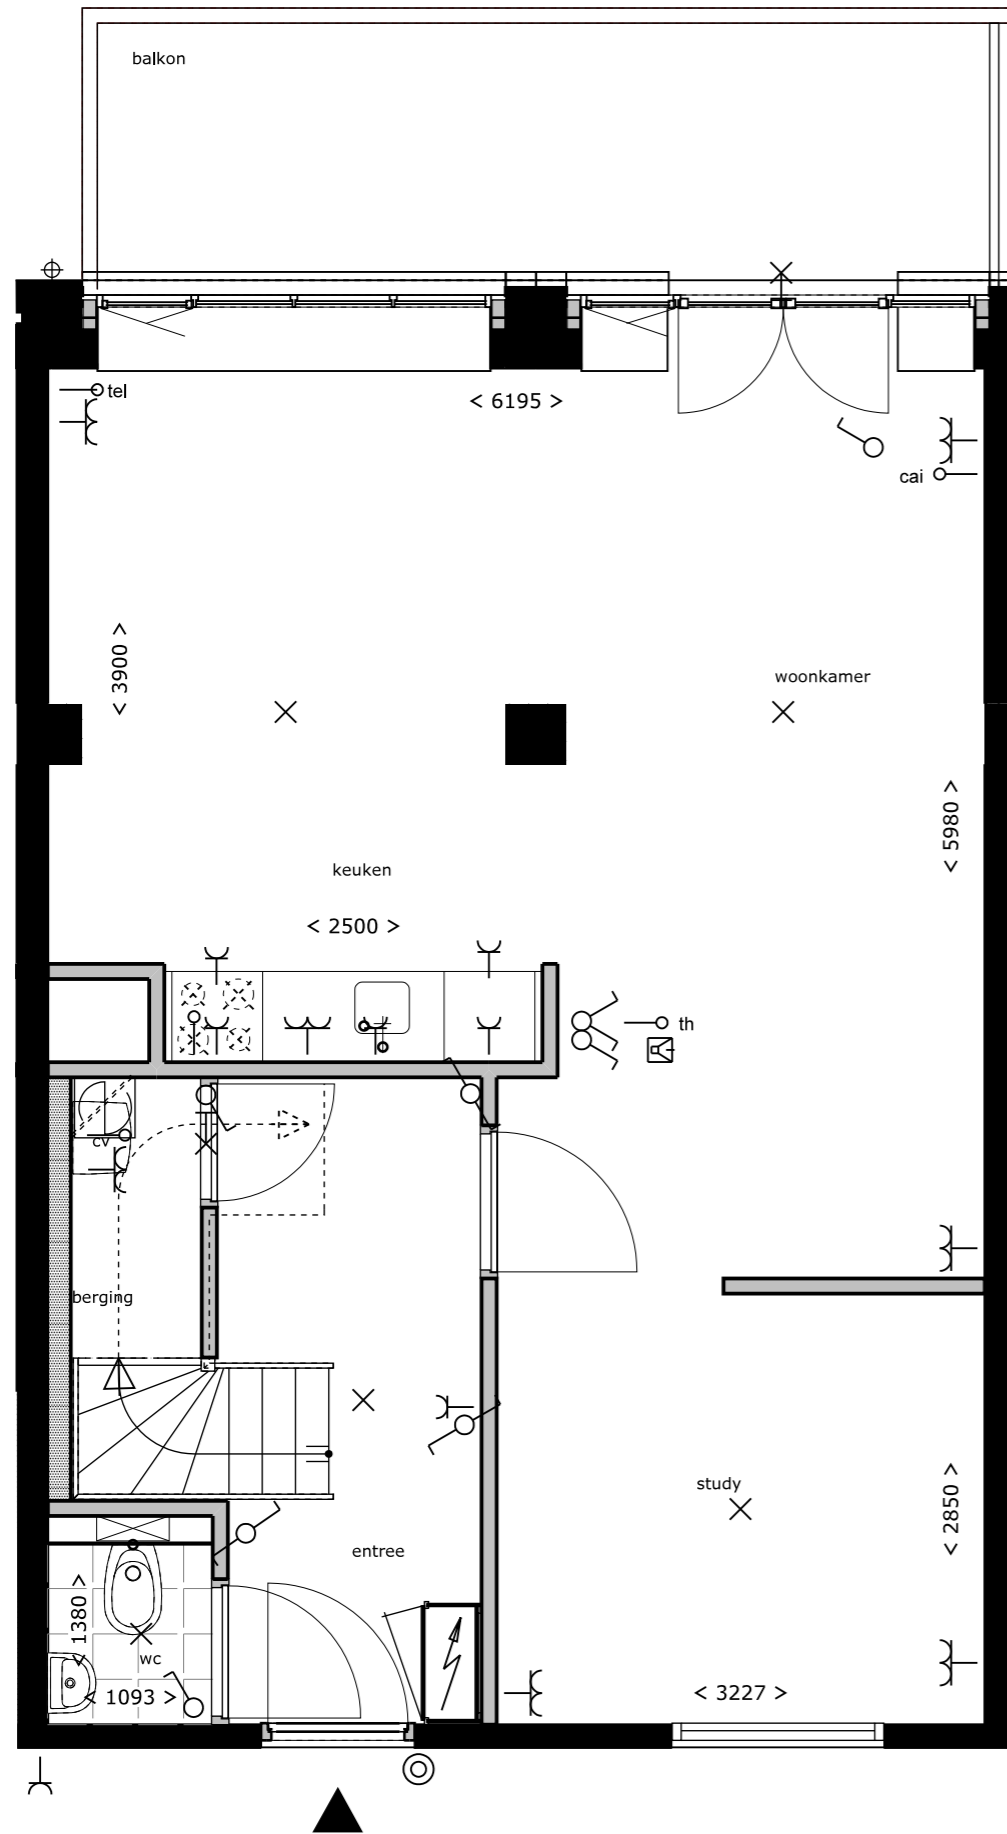 balkon
tel
< 6195 >
cai
< 3900 >
woonkamer
< 5980 >
keuken
< 2500 >
th
cv
berging
study
< 2850 >
entree
< 1380 >
wc
< 1093 >
< 3227 >